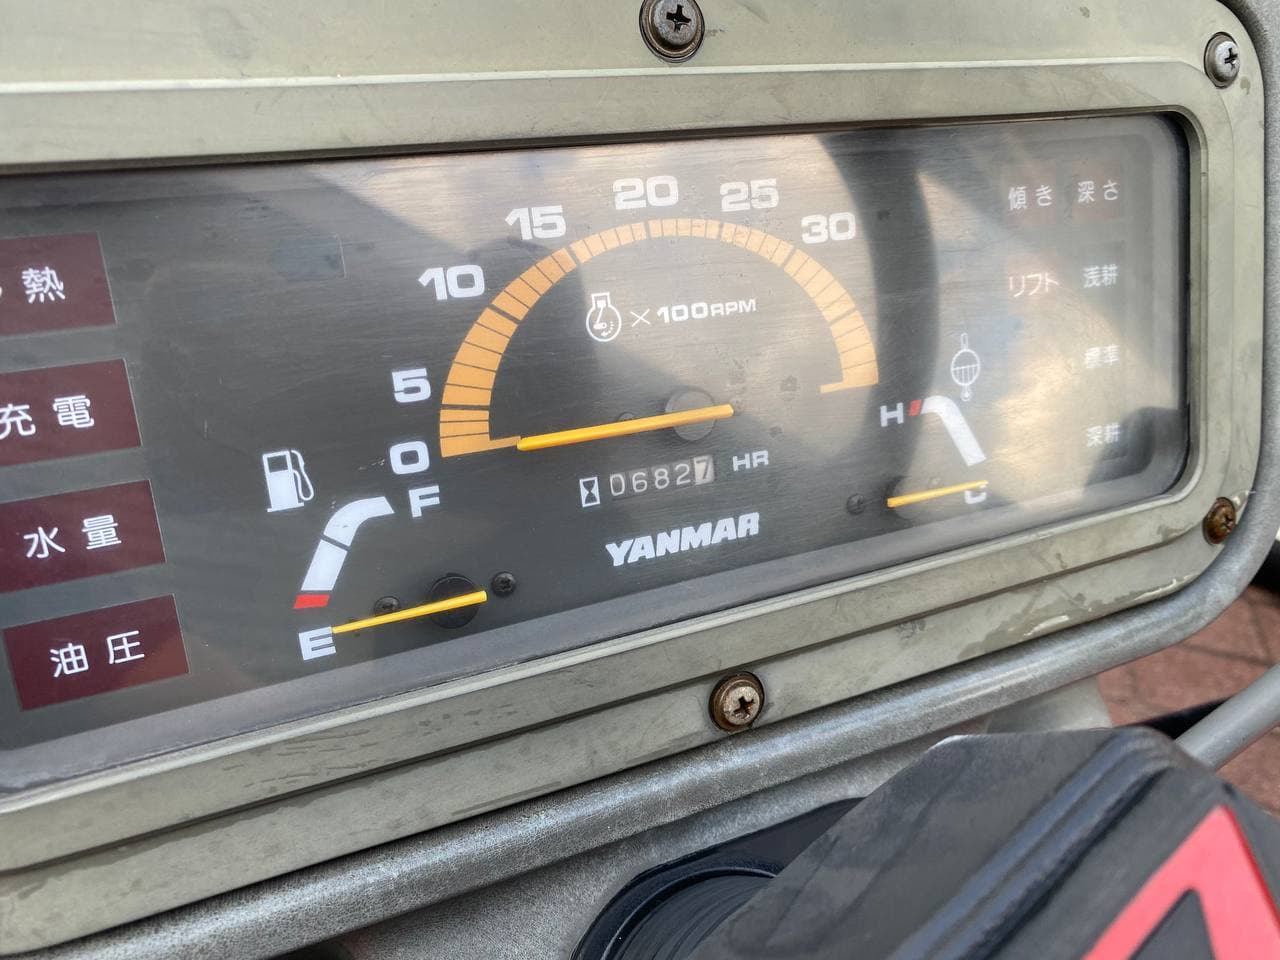 熱
充電
水量
油圧
F
E
0
5
10
15
20
25
30
×100RPM
06827 HR
YANMAR
H
C
傾き 深さ
リフト 浅耕
標準
深耕